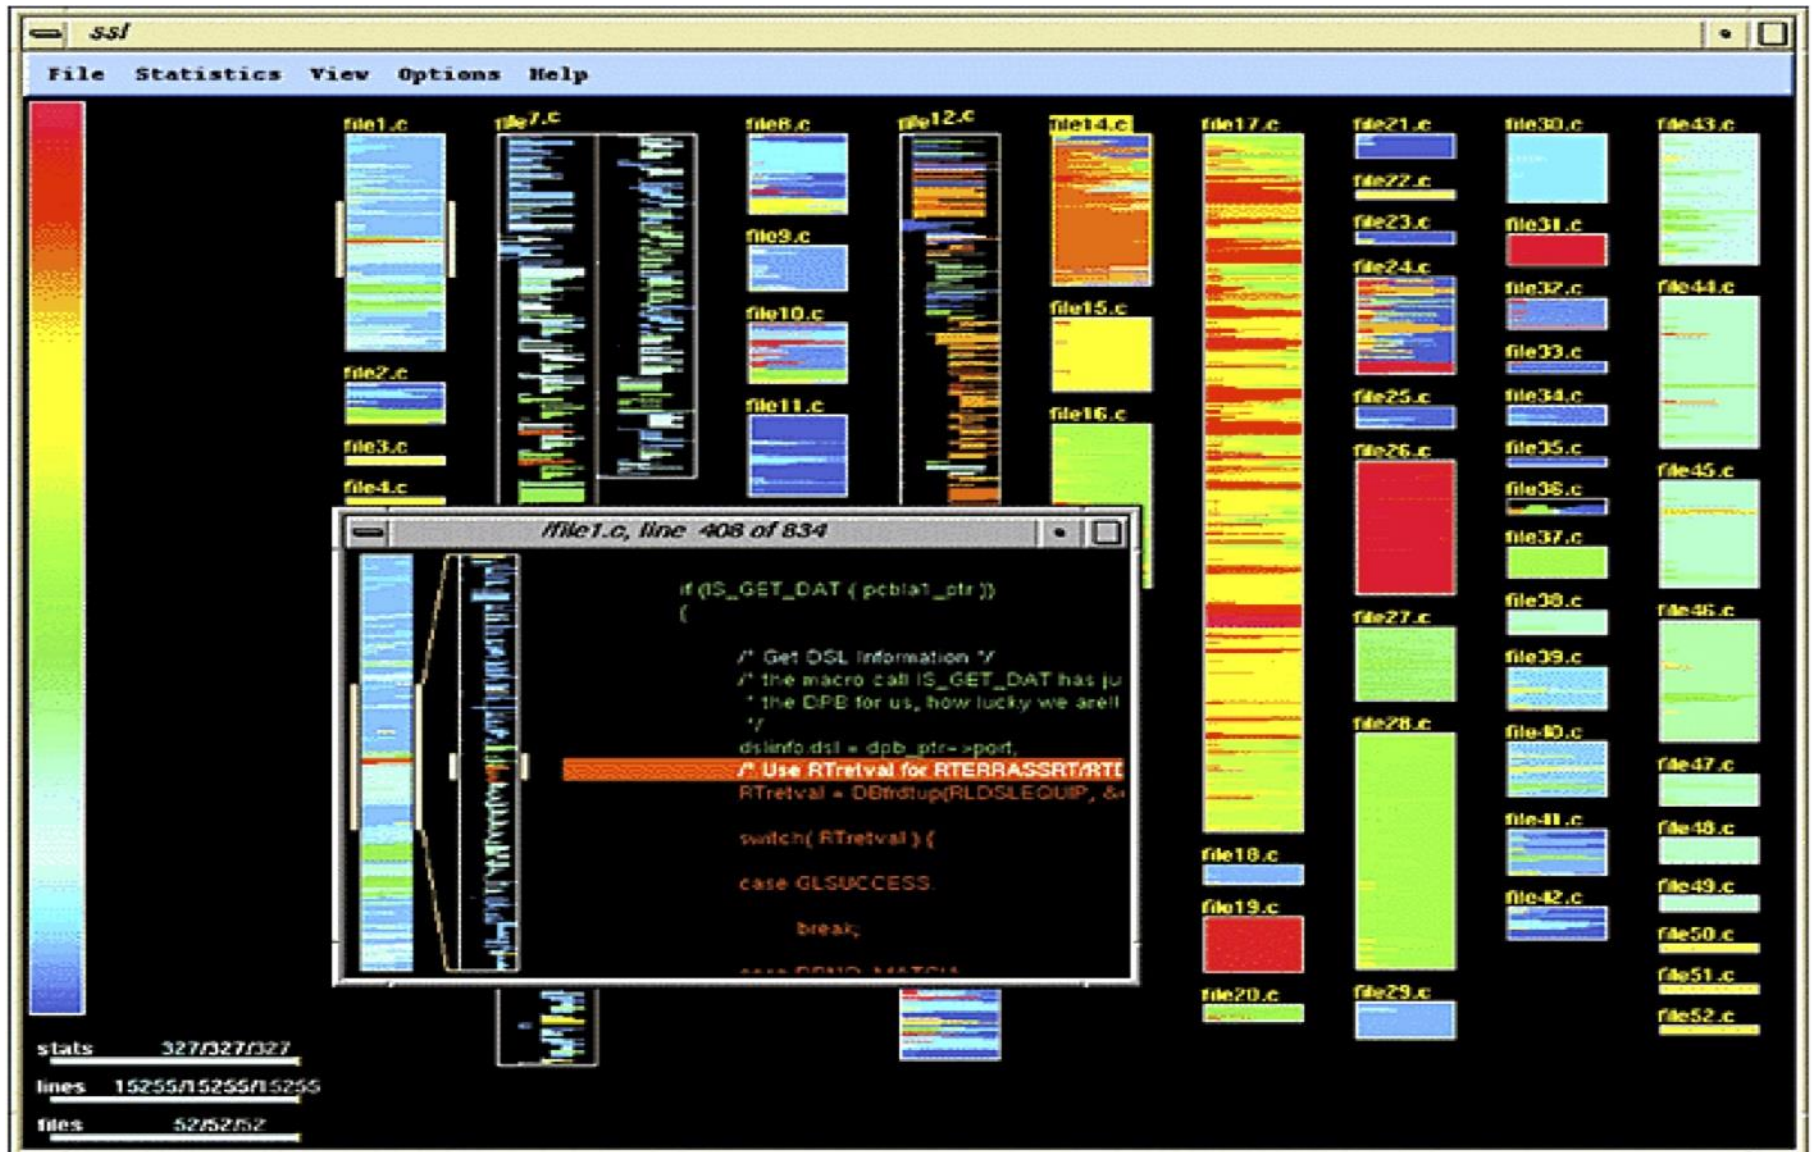 ssl
File Statistics View Options Help
file1.c
file2.c
file3.c
file4.c
file7.c
file8.c
file9.c
file10.c
file11.c
file12.c
file14.c
file15.c
file16.c
file17.c
file18.c
file19.c
file20.c
file21.c
file22.c
file23.c
file24.c
file25.c
file26.c
file27.c
file28.c
file29.c
file30.c
file31.c
file32.c
file33.c
file34.c
file35.c
file36.c
file37.c
file38.c
file39.c
file40.c
file41.c
file42.c
file43.c
file44.c
file45.c
file46.c
file47.c
file48.c
file49.c
file50.c
file51.c
file52.c
/file1.c, line 408 of 834
if (IS_GET_DAT ( pcbla1_ptr ))
{
/* Get DSL Information */
/* the macro call IS_GET_DAT has ju
* the DPB for us, how lucky we are!!
*/
dslinfo.dsl = dpb_ptr->port;
/* Use RTretval for RTERRASSRT/RTD
RTretval = DBfrdtup(RLDSLEQUIP, &
switch( RTretval ) {
case GLSUCCESS:
break;
stats 327/327/327
lines 15255/15255/15255
files 52/52/52